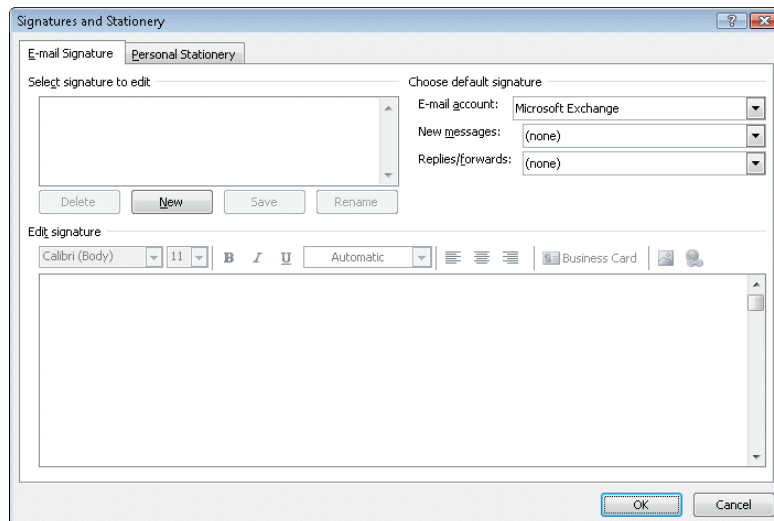 Signatures and Stationery
E-mail Signature Personal Stationery
Select signature to edit
Choose default signature
E-mail account: Microsoft Exchange
New messages: (none)
Replies/forwards: (none)
Delete New Save Rename
Edit signature
Calibri (Body) 11 B I U Automatic Business Card
OK Cancel